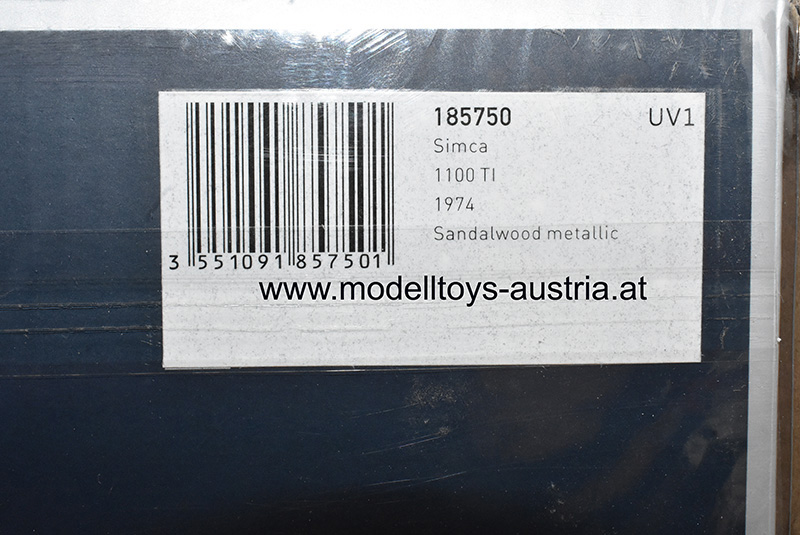 185750 UV1
Simca
1100 TI
1974
Sandalwood metallic
3 551091 857501
www.modelltoys-austria.at